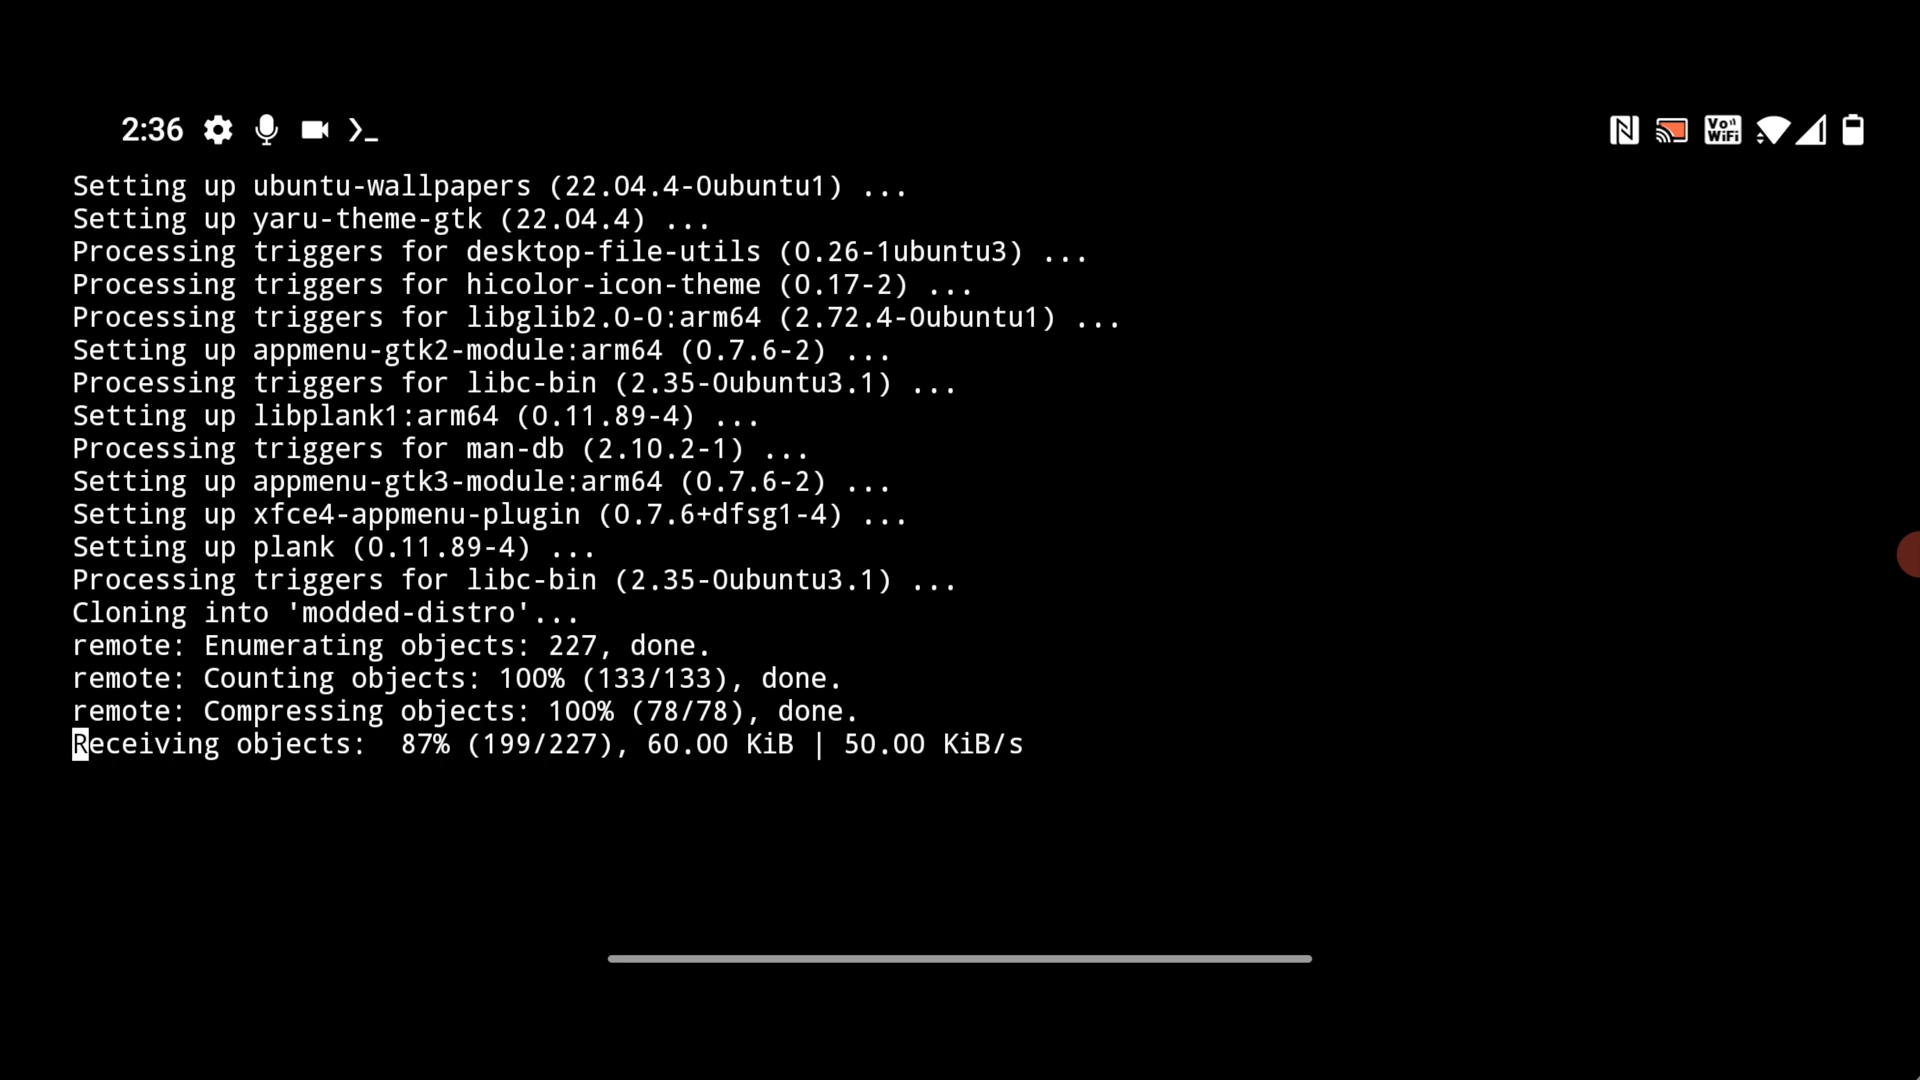 2:36
Vo)) WiFi
Setting up ubuntu-wallpapers (22.04.4-0ubuntu1) ...
Setting up yaru-theme-gtk (22.04.4) ...
Processing triggers for desktop-file-utils (0.26-1ubuntu3) ...
Processing triggers for hicolor-icon-theme (0.17-2) ...
Processing triggers for libglib2.0-0:arm64 (2.72.4-0ubuntu1) ...
Setting up appmenu-gtk2-module:arm64 (0.7.6-2) ...
Processing triggers for libc-bin (2.35-0ubuntu3.1) ...
Setting up libplank1:arm64 (0.11.89-4) ...
Processing triggers for man-db (2.10.2-1) ...
Setting up appmenu-gtk3-module:arm64 (0.7.6-2) ...
Setting up xfce4-appmenu-plugin (0.7.6+dfsg1-4) ...
Setting up plank (0.11.89-4) ...
Processing triggers for libc-bin (2.35-0ubuntu3.1) ...
Cloning into 'modded-distro'...
remote: Enumerating objects: 227, done.
remote: Counting objects: 100% (133/133), done.
remote: Compressing objects: 100% (78/78), done.
Receiving objects:  87% (199/227), 60.00 KiB | 50.00 KiB/s